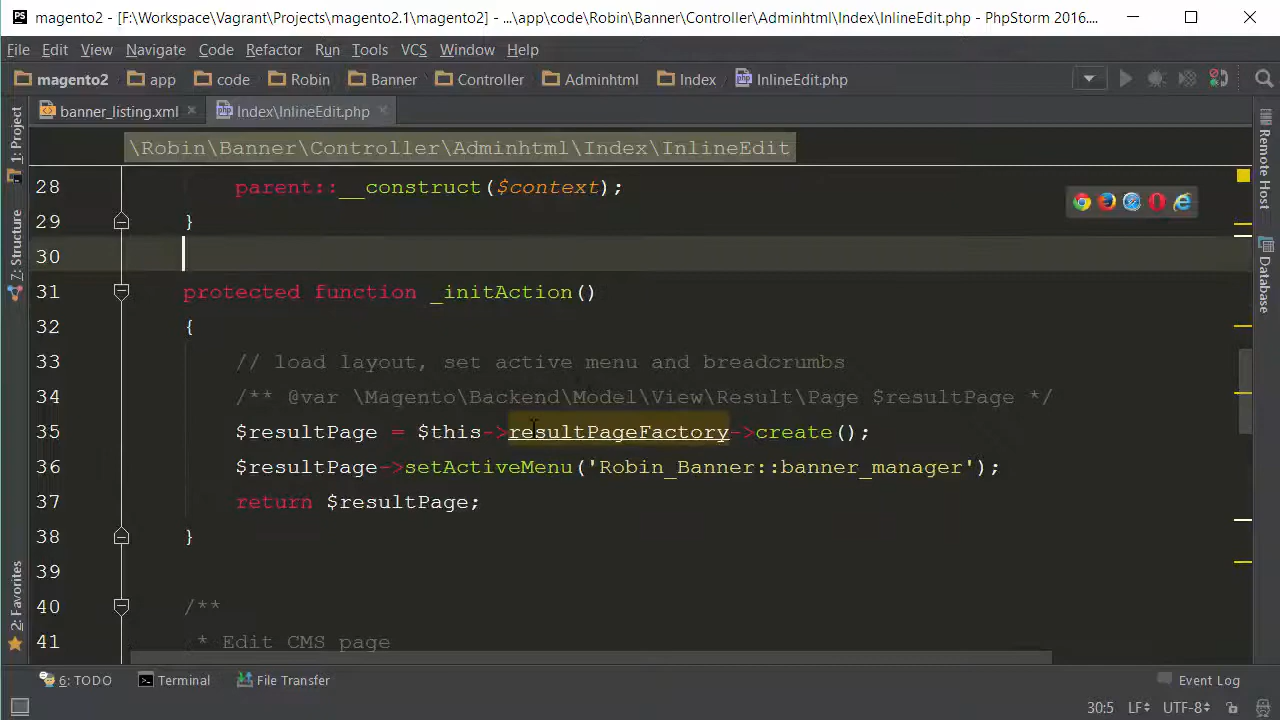 PS magento2 - [F:\Workspace\Vagrant\Projects\magento2.1\magento2] - ...\app\code\Robin\Banner\Controller\Adminhtml\Index\InlineEdit.php - PhpStorm 2016....
File Edit View Navigate Code Refactor Run Tools VCS Window Help
magento2 app code Robin Banner Controller Adminhtml Index InlineEdit.php
banner_listing.xml Index\InlineEdit.php
\Robin\Banner\Controller\Adminhtml\Index\InlineEdit
28 parent::__construct($context);
29 }
30
31 protected function _initAction()
32 {
33 // load layout, set active menu and breadcrumbs
34 /** @var \Magento\Backend\Model\View\Result\Page $resultPage */
35 $resultPage = $this->resultPageFactory->create();
36 $resultPage->setActiveMenu('Robin_Banner::banner_manager');
37 return $resultPage;
38 }
39
40 /**
41 * Edit CMS page
1: Project
7: Structure
2: Favorites
Remote Host
Database
6: TODO Terminal File Transfer Event Log
30:5 LF UTF-8